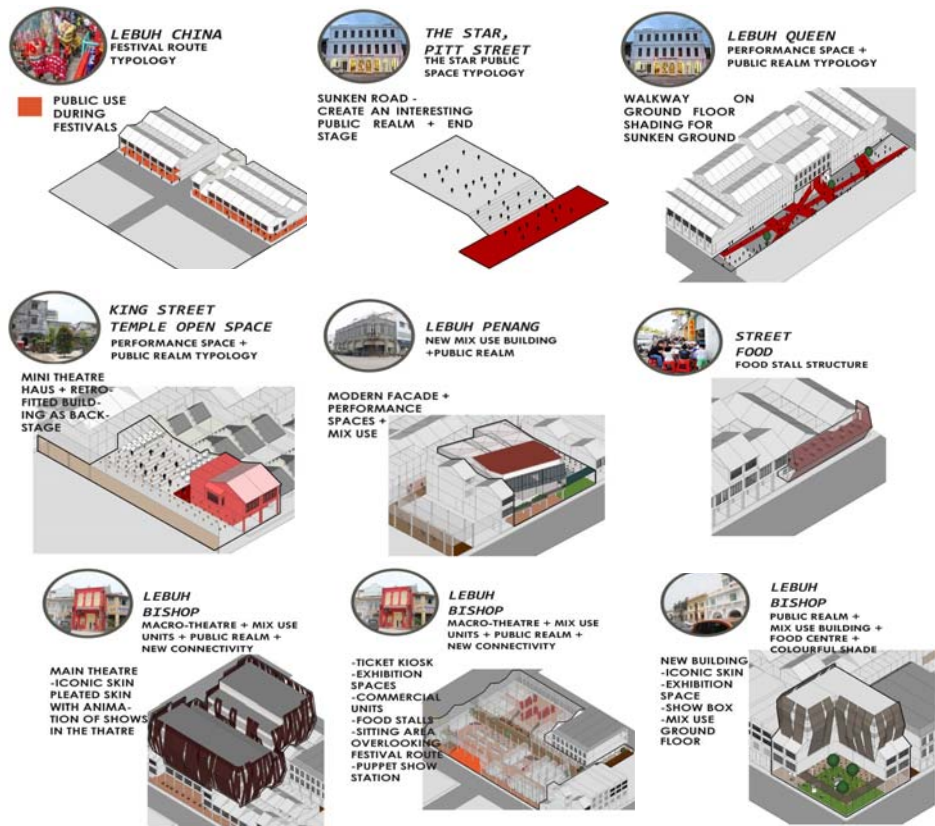 LEBUH CHINA
FESTIVAL ROUTE
TYPOLOGY
PUBLIC USE
DURING
FESTIVALS
THE STAR,
PITT STREET
THE STAR PUBLIC
SPACE TYPOLOGY
SUNKEN ROAD -
CREATE AN INTERESTING
PUBLIC REALM + END
STAGE
LEBUH QUEEN
PERFORMANCE SPACE +
PUBLIC REALM TYPOLOGY
WALKWAY ON
GROUND FLOOR
SHADING FOR
SUNKEN GROUND
KING STREET
TEMPLE OPEN SPACE
PERFORMANCE SPACE +
PUBLIC REALM TYPOLOGY
MINI THEATRE
HAUS + RETRO-
FITTED BUILD-
ING AS BACK-
STAGE
LEBUH PENANG
NEW MIX USE BUILDING
+PUBLIC REALM
MODERN FACADE +
PERFORMANCE
SPACES +
MIX USE
STREET
FOOD
FOOD STALL STRUCTURE
LEBUH
BISHOP
MACRO-THEATRE + MIX USE
UNITS + PUBLIC REALM +
NEW CONNECTIVITY
MAIN THEATRE
-ICONIC SKIN
PLEATED SKIN
WITH ANIMA-
TION OF SHOWS
IN THE THATRE
LEBUH
BISHOP
MACRO-THEATRE + MIX USE
UNITS + PUBLIC REALM +
NEW CONNECTIVITY
-TICKET KIOSK
-EXHIBITION
SPACES
-COMMERCIAL
UNITS
-FOOD STALLS
-SITTING AREA
OVERLOOKING
FESTIVAL ROUTE
-PUPPET SHOW
STATION
LEBUH
BISHOP
PUBLIC REALM +
MIX USE BUILDING +
FOOD CENTRE +
COLOURFUL SHADE
NEW BUILDING
-ICONIC SKIN
-EXHIBITION
SPACE
-SHOW BOX
-MIX USE
GROUND
FLOOR